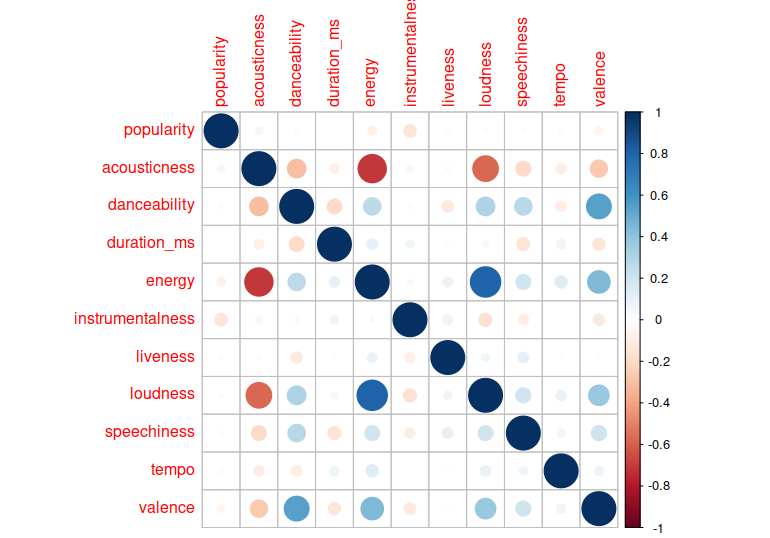 popularity
acousticness
danceability
duration_ms
energy
instrumentalnes
liveness
loudness
speechiness
tempo
valence
popularity
acousticness
danceability
duration_ms
energy
instrumentalness
liveness
loudness
speechiness
tempo
valence
1
0.8
0.6
0.4
0.2
0
-0.2
-0.4
-0.6
-0.8
-1